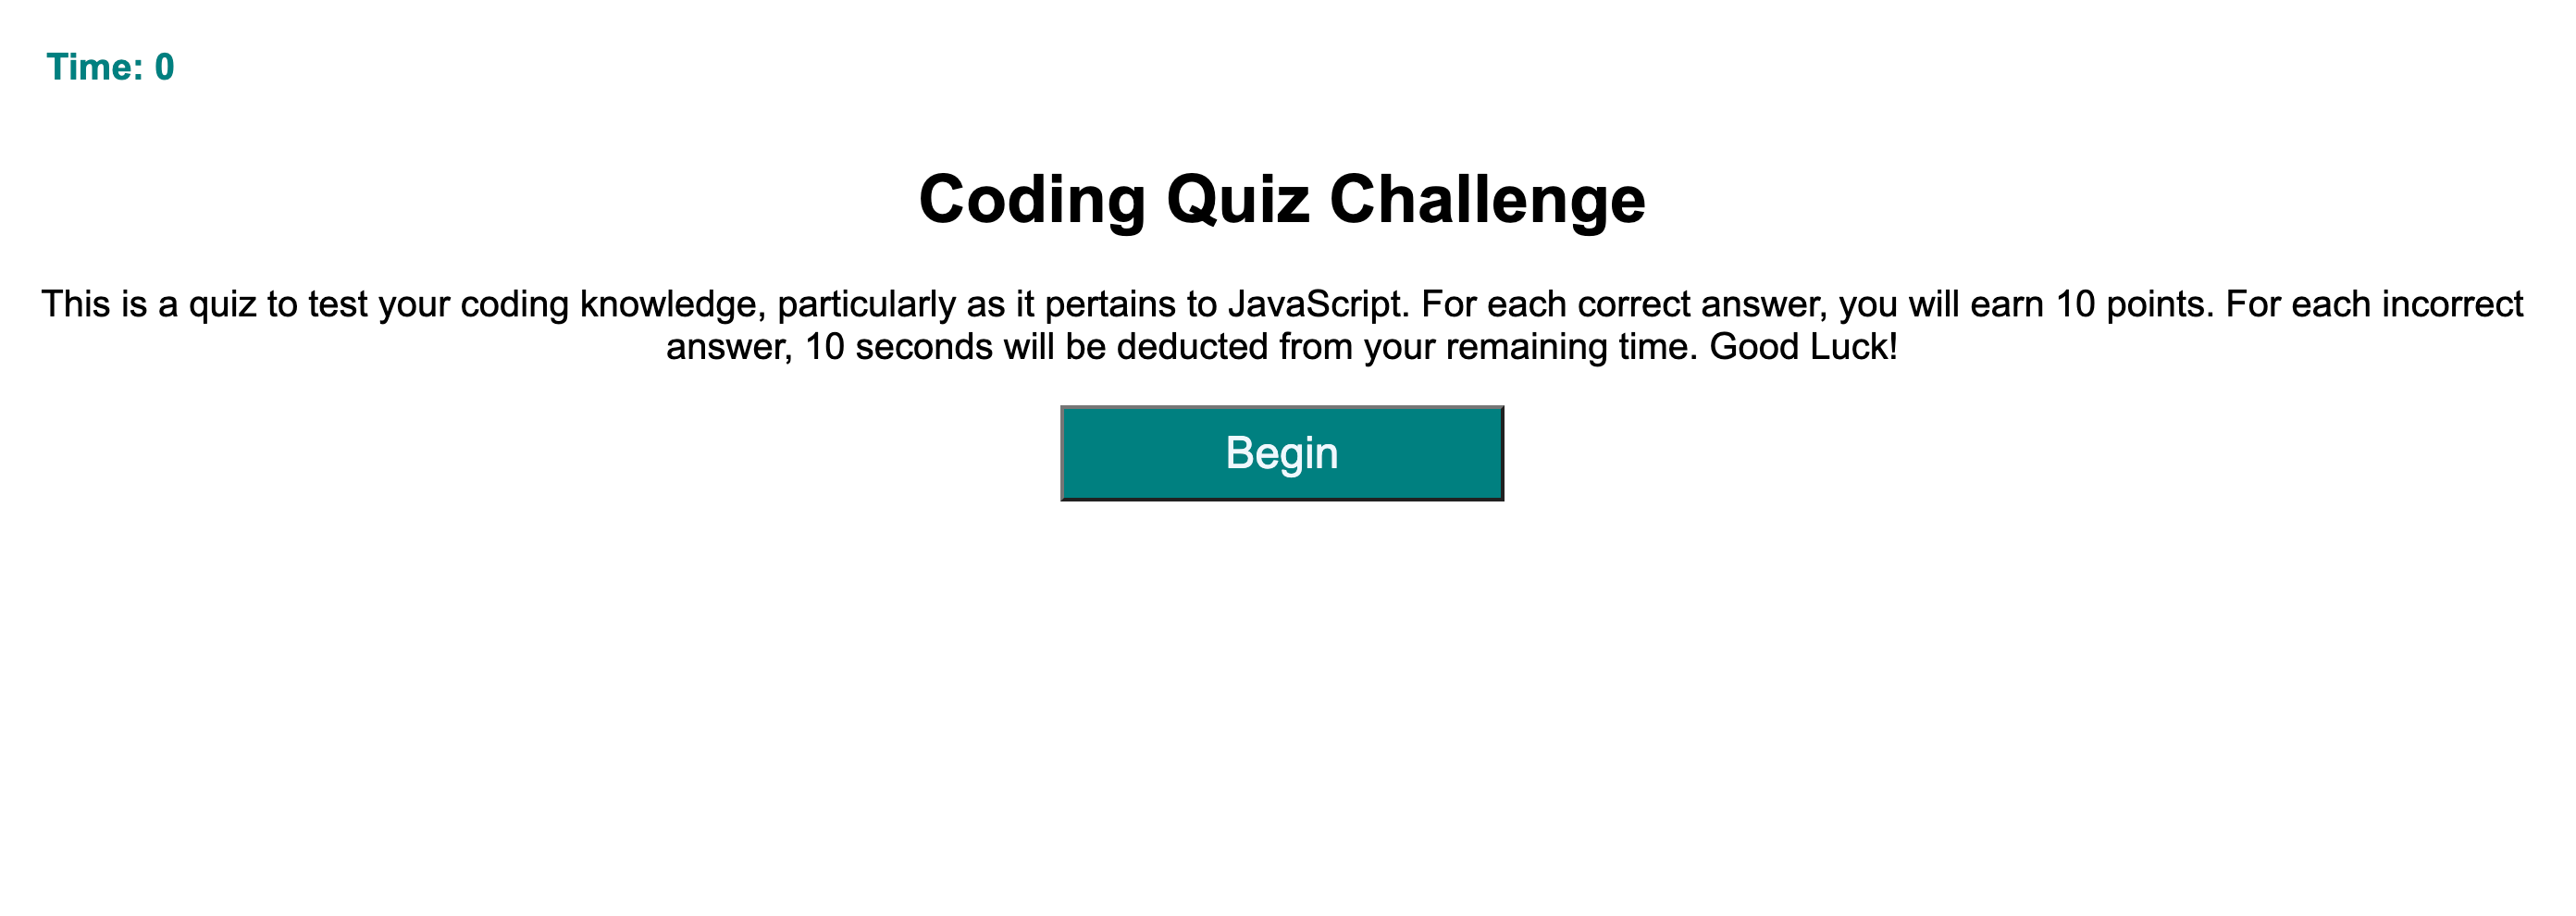 Time: 0
Coding Quiz Challenge
This is a quiz to test your coding knowledge, particularly as it pertains to JavaScript. For each correct answer, you will earn 10 points. For each incorrect
answer, 10 seconds will be deducted from your remaining time. Good Luck!
Begin